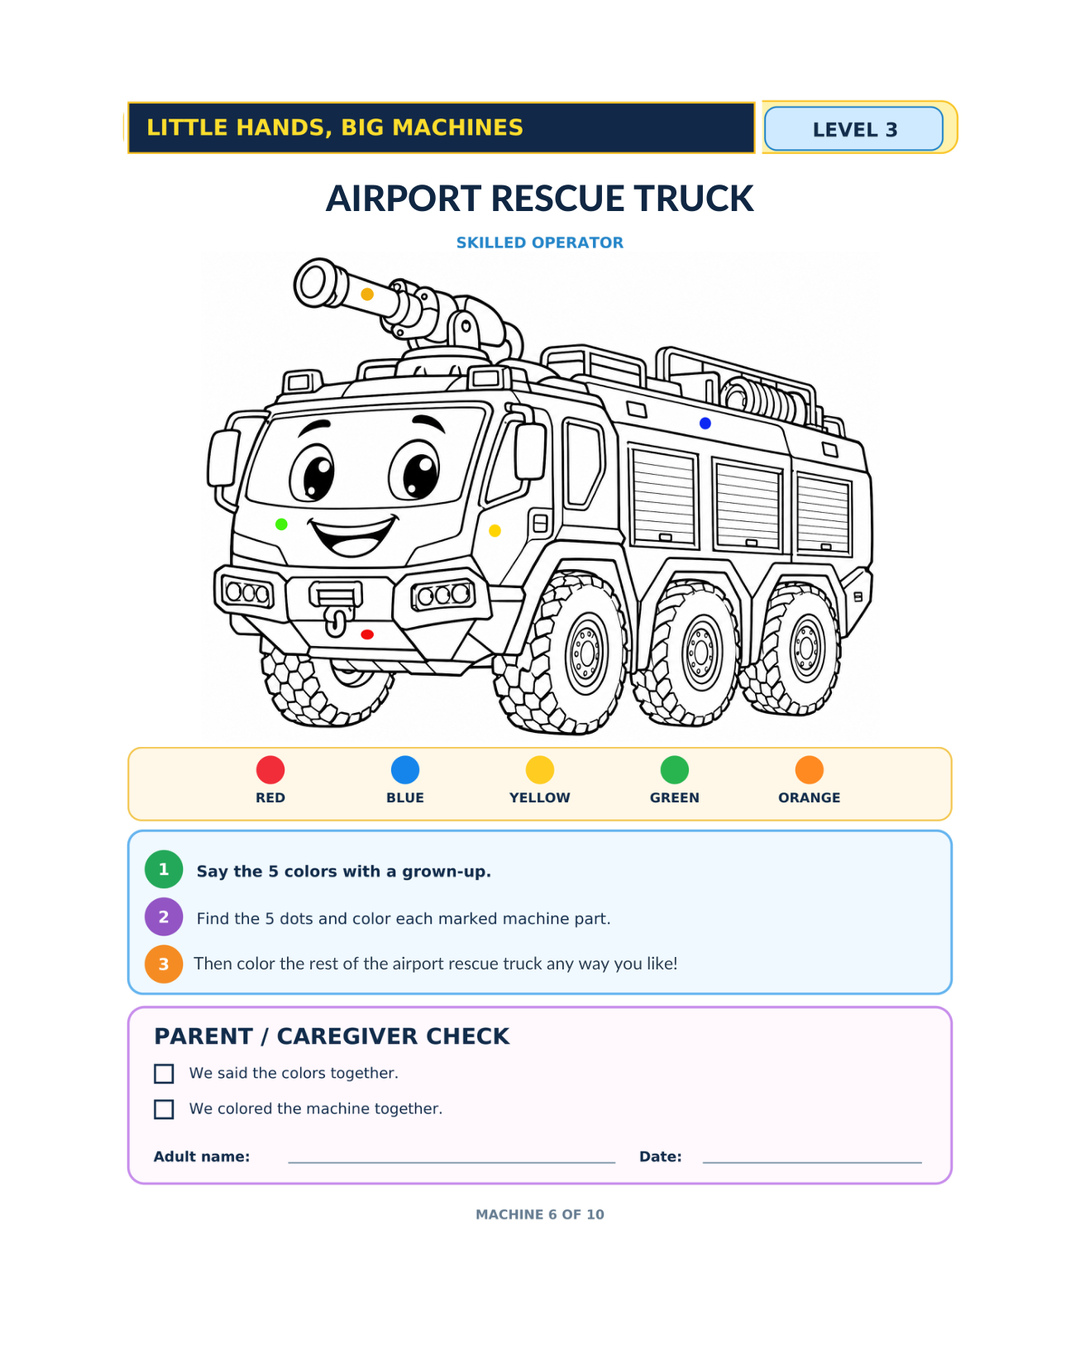 LITTLE HANDS, BIG MACHINES
LEVEL 3
AIRPORT RESCUE TRUCK
SKILLED OPERATOR
RED BLUE YELLOW GREEN ORANGE
1 Say the 5 colors with a grown-up.
2 Find the 5 dots and color each marked machine part.
3 Then color the rest of the airport rescue truck any way you like!
PARENT / CAREGIVER CHECK
We said the colors together.
We colored the machine together.
Adult name: Date:
MACHINE 6 OF 10